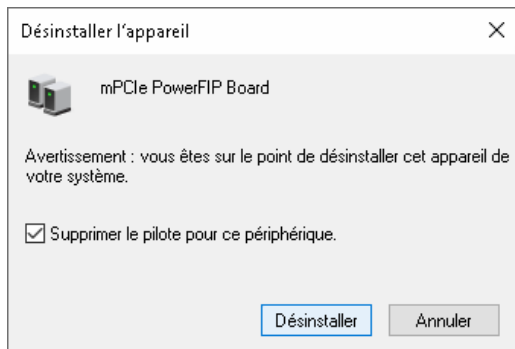 Désinstaller l'appareil
mPCIe PowerFIP Board
Avertissement : vous êtes sur le point de désinstaller cet appareil de
votre système.
Supprimer le pilote pour ce périphérique.
Désinstaller
Annuler